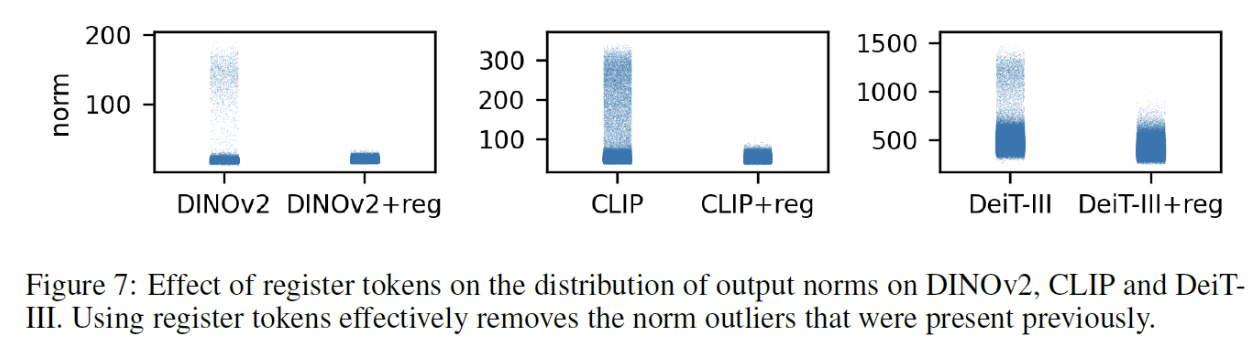 200
100
norm
DINOv2 DINOv2+reg
300
200
100
CLIP CLIP+reg
1500
1000
500
DeiT-III DeiT-III+reg
Figure 7: Effect of register tokens on the distribution of output norms on DINOv2, CLIP and DeiT-
III. Using register tokens effectively removes the norm outliers that were present previously.